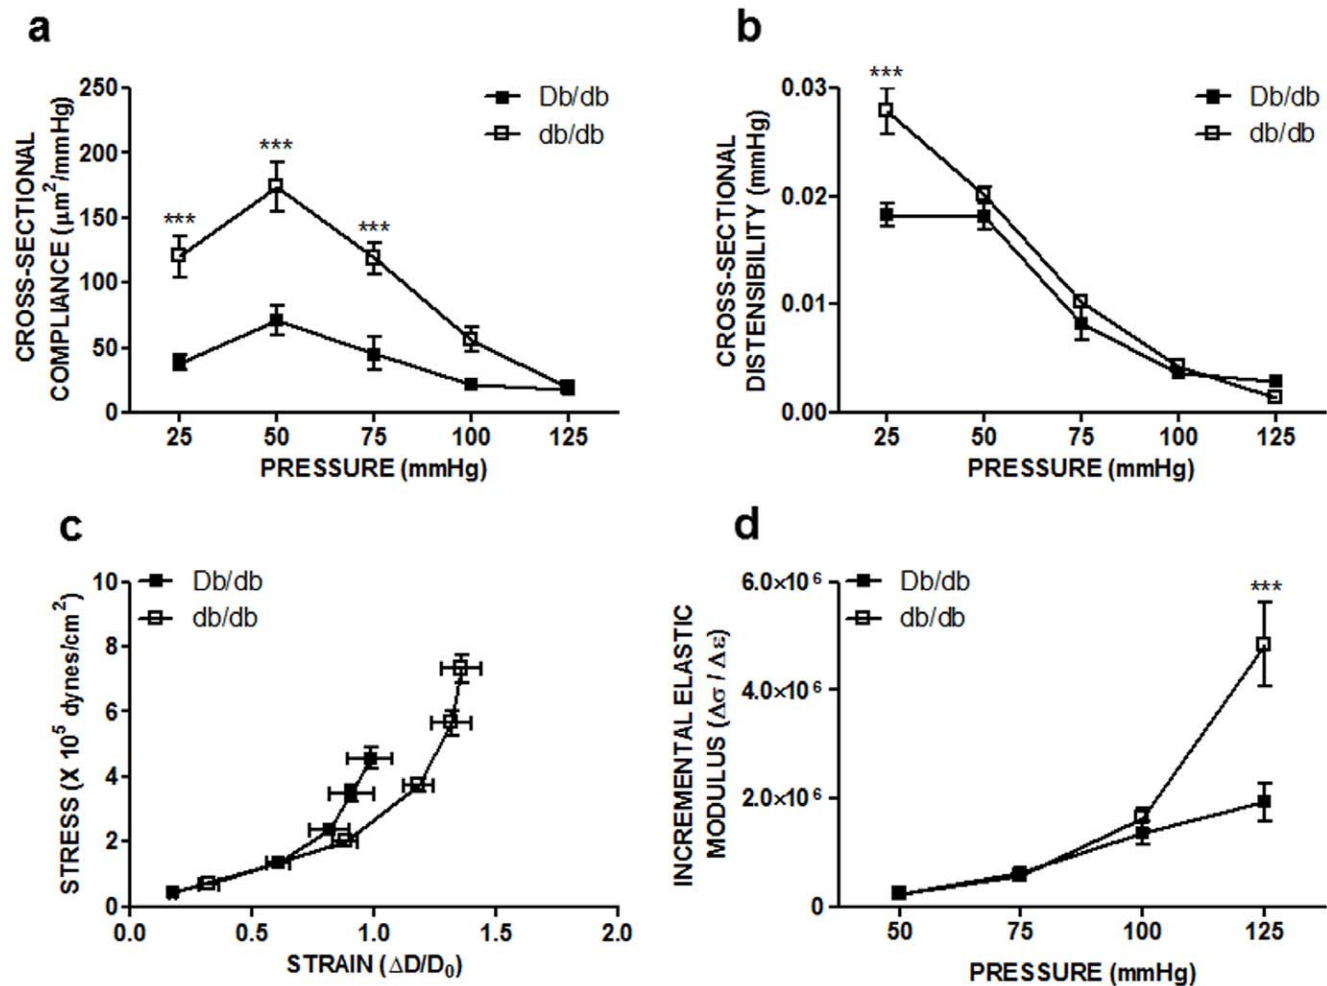 a
CROSS-SECTIONAL
COMPLIANCE (μm²/mmHg)
250
200
150
100
50
0
***
***
***
Db/db
db/db
25 50 75 100 125
PRESSURE (mmHg)
b
CROSS-SECTIONAL
DISTENSIBILITY (mmHg)
0.03
0.02
0.01
0.00
***
Db/db
db/db
25 50 75 100 125
PRESSURE (mmHg)
c
STRESS (X 10⁵ dynes/cm²)
10
8
6
4
2
0
Db/db
db/db
0.0 0.5 1.0 1.5 2.0
STRAIN (ΔD/D₀)
d
INCREMENTAL ELASTIC
MODULUS (Δσ / Δε)
6.0×10⁶
4.0×10⁶
2.0×10⁶
0
Db/db
db/db
***
50 75 100 125
PRESSURE (mmHg)